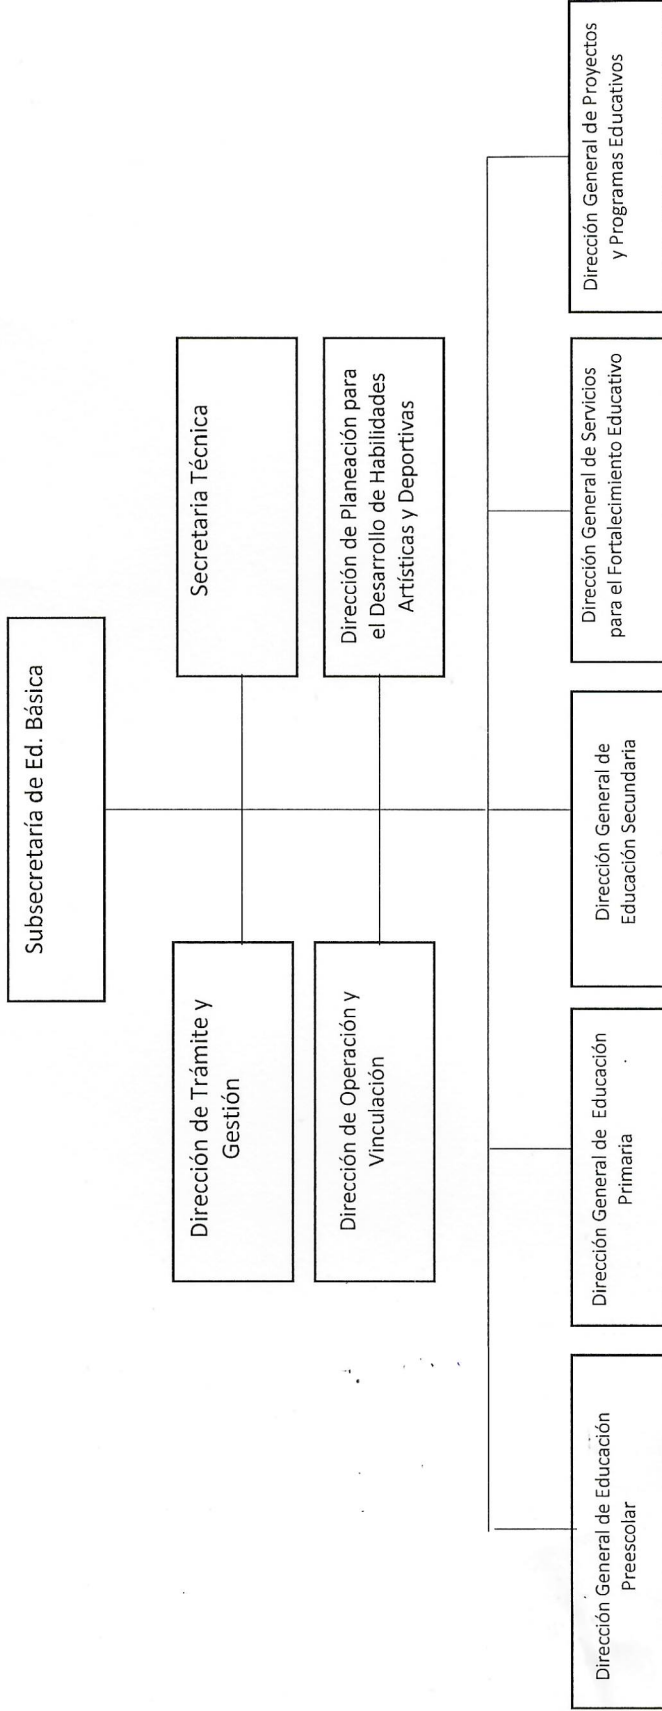 Subsecretaría de Ed. Básica
Dirección de Trámite y
Gestión
Secretaria Técnica
Dirección de Operación y
Vinculación
Dirección de Planeación para
el Desarrollo de Habilidades
Artísticas y Deportivas
Dirección General de Educación
Preescolar
Dirección General de Educación
Primaria
Dirección General de
Educación Secundaria
Dirección General de Servicios
para el Fortalecimiento Educativo
Dirección General de Proyectos
y Programas Educativos